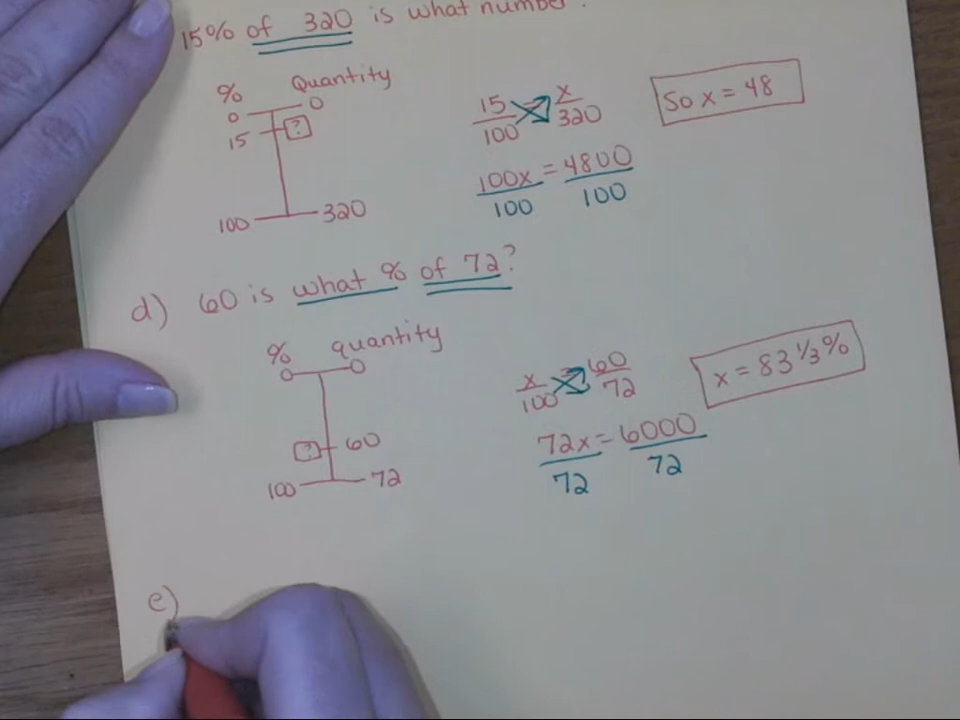 15% of 320 is what number?
% Quantity
0 0
15 ?
100 320
15/100 = x/320
100x/100 = 4800/100
So x = 48
d) 60 is what % of 72?
% quantity
0 0
? 60
100 72
x/100 = 60/72
72x/72 = 6000/72
x = 83 1/3%
e)